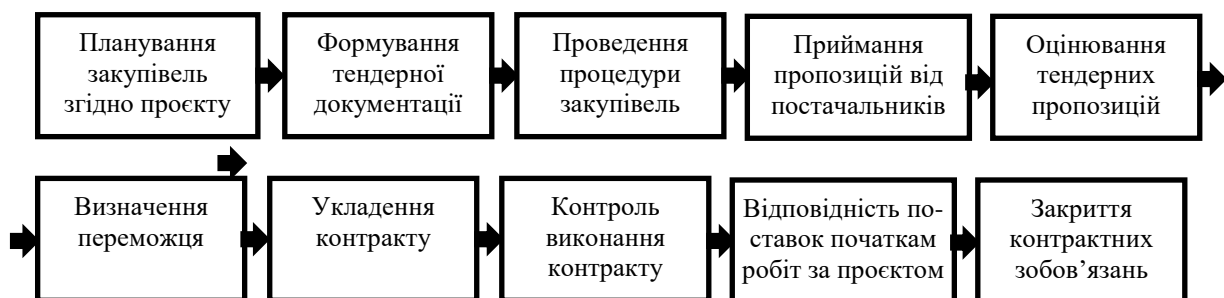 Планування
закупівель
згідно проєкту
Формування
тендерної
документації
Проведення
процедури
закупівель
Приймання
пропозицій від
постачальників
Оцінювання
тендерних
пропозицій
Визначення
переможця
Укладення
контракту
Контроль
виконання
контракту
Відповідність по-
ставок початкам
робіт за проєктом
Закриття
контрактних
зобов’язань